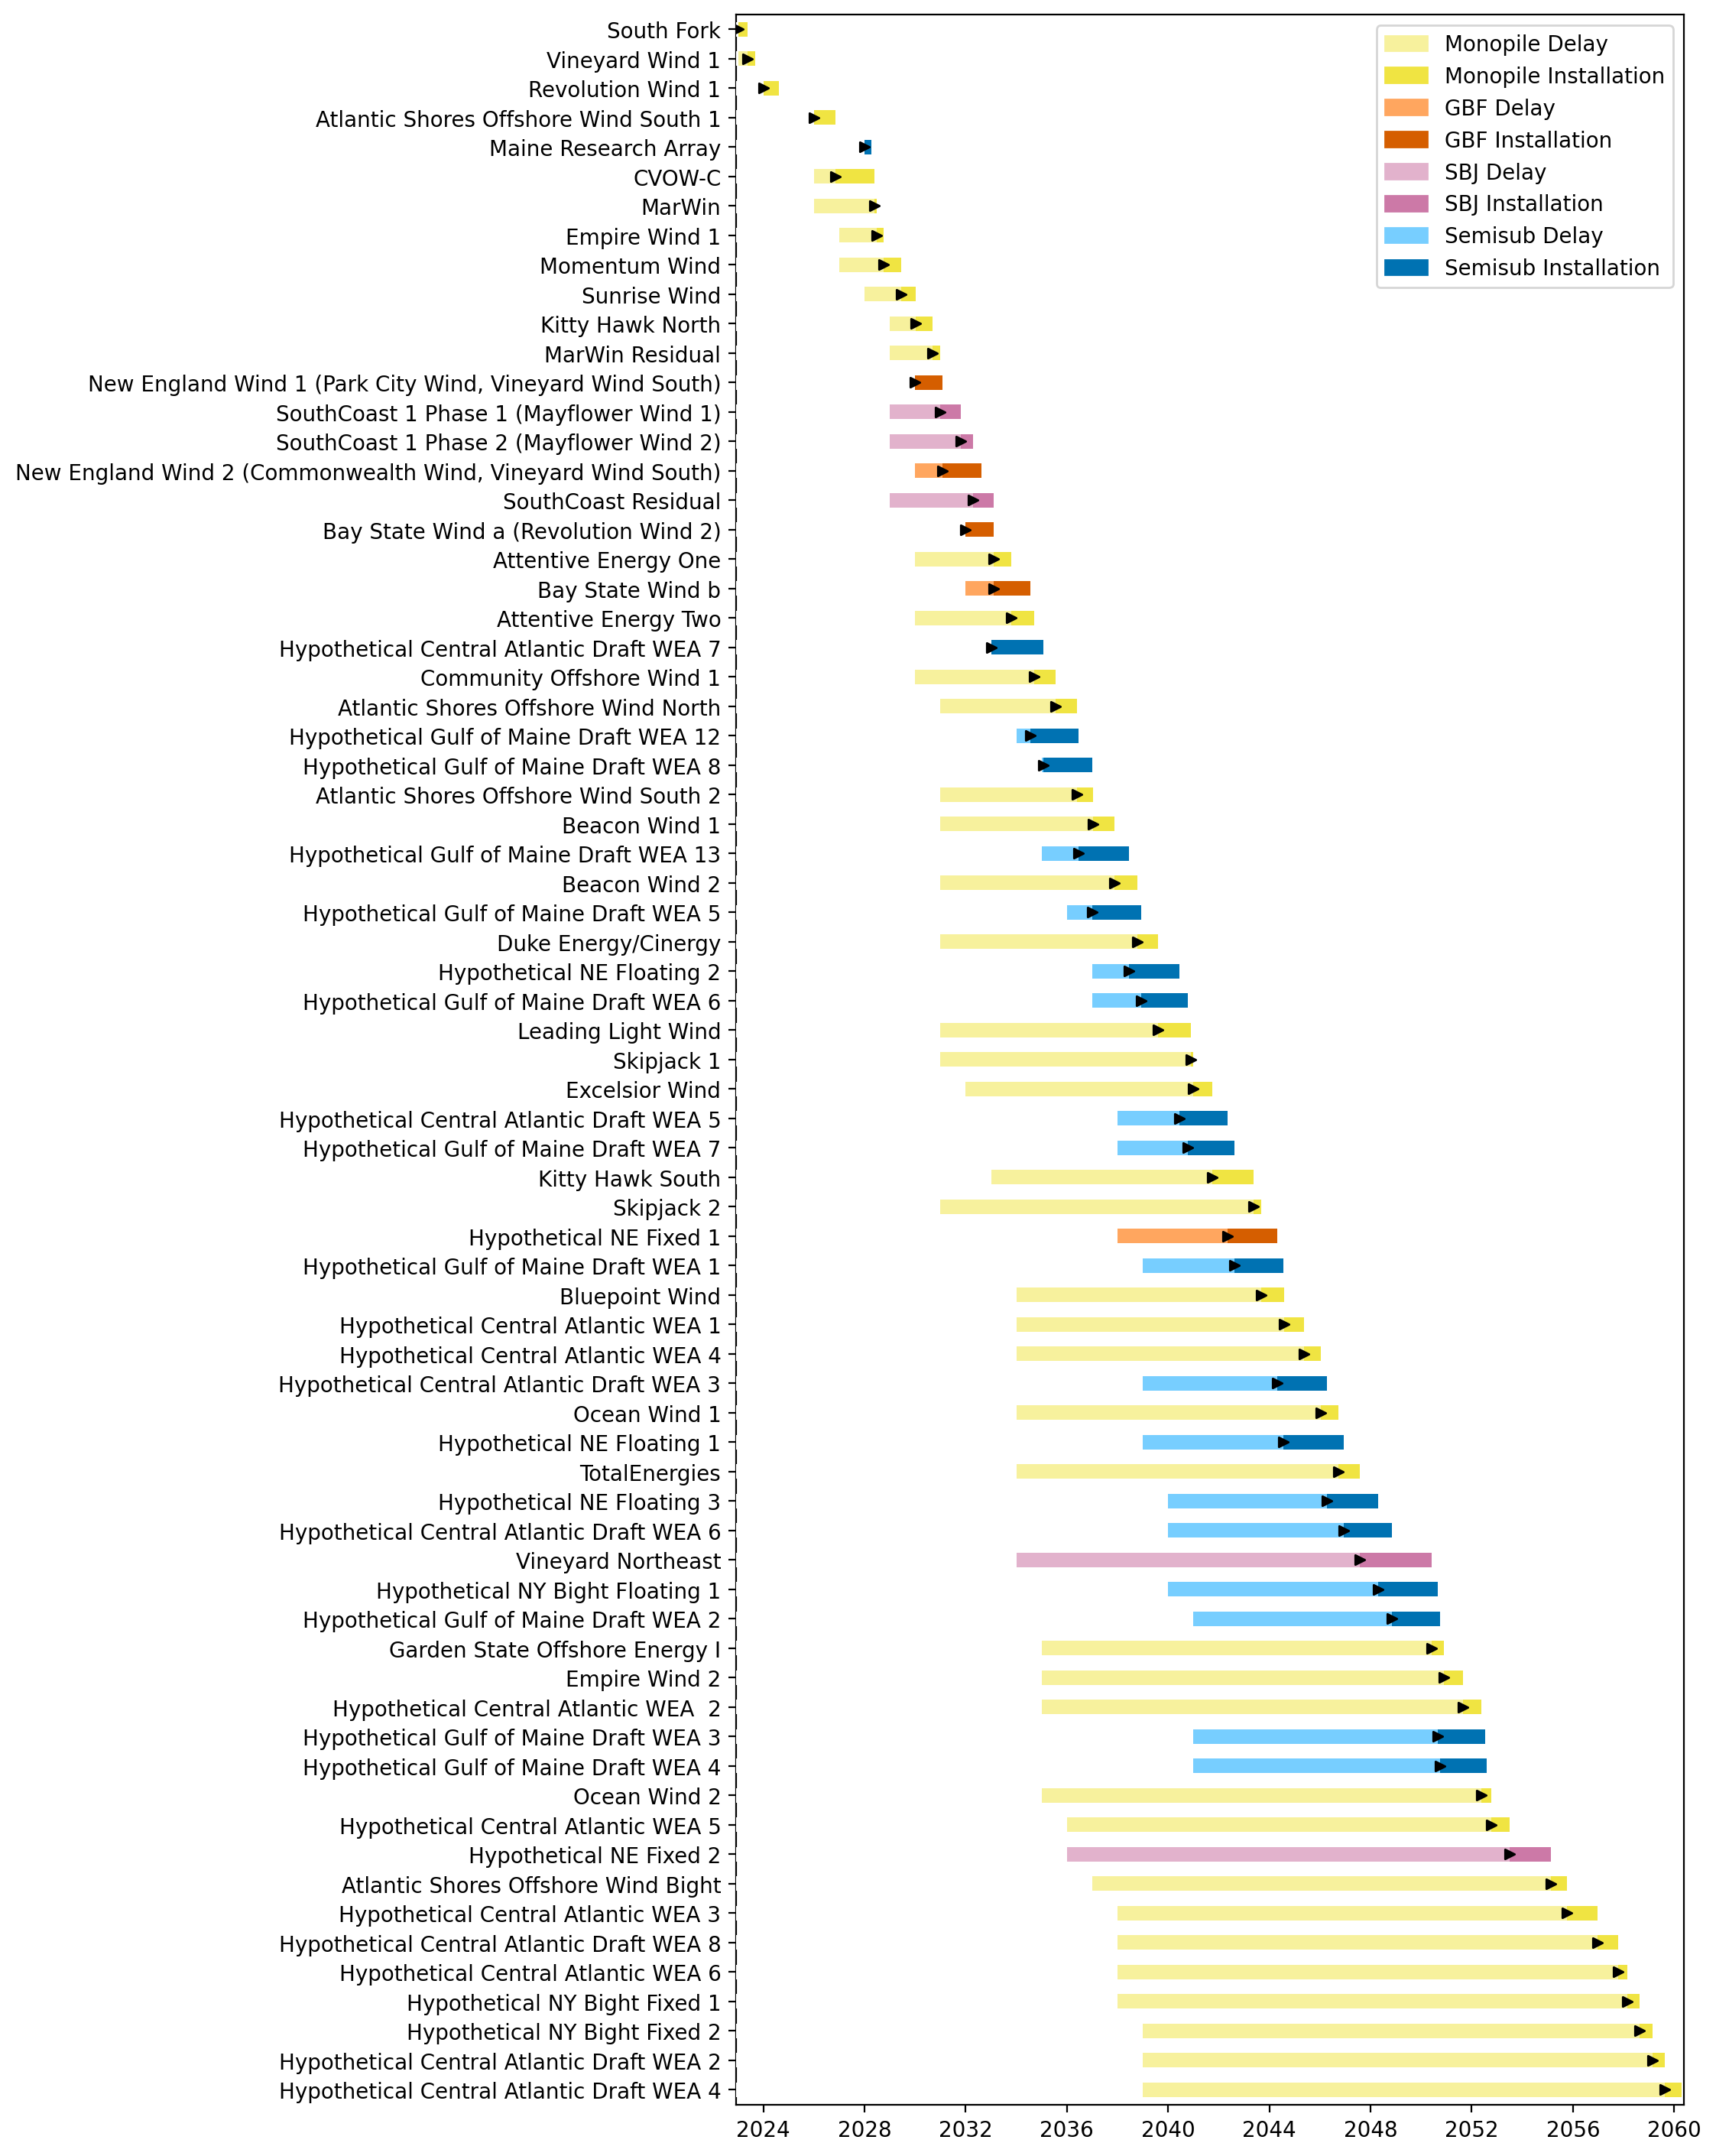 South Fork
Vineyard Wind 1
Revolution Wind 1
Atlantic Shores Offshore Wind South 1
Maine Research Array
CVOW-C
MarWin
Empire Wind 1
Momentum Wind
Sunrise Wind
Kitty Hawk North
MarWin Residual
New England Wind 1 (Park City Wind, Vineyard Wind South)
SouthCoast 1 Phase 1 (Mayflower Wind 1)
SouthCoast 1 Phase 2 (Mayflower Wind 2)
New England Wind 2 (Commonwealth Wind, Vineyard Wind South)
SouthCoast Residual
Bay State Wind a (Revolution Wind 2)
Attentive Energy One
Bay State Wind b
Attentive Energy Two
Hypothetical Central Atlantic Draft WEA 7
Community Offshore Wind 1
Atlantic Shores Offshore Wind North
Hypothetical Gulf of Maine Draft WEA 12
Hypothetical Gulf of Maine Draft WEA 8
Atlantic Shores Offshore Wind South 2
Beacon Wind 1
Hypothetical Gulf of Maine Draft WEA 13
Beacon Wind 2
Hypothetical Gulf of Maine Draft WEA 5
Duke Energy/Cinergy
Hypothetical NE Floating 2
Hypothetical Gulf of Maine Draft WEA 6
Leading Light Wind
Skipjack 1
Excelsior Wind
Hypothetical Central Atlantic Draft WEA 5
Hypothetical Gulf of Maine Draft WEA 7
Kitty Hawk South
Skipjack 2
Hypothetical NE Fixed 1
Hypothetical Gulf of Maine Draft WEA 1
Bluepoint Wind
Hypothetical Central Atlantic WEA 1
Hypothetical Central Atlantic WEA 4
Hypothetical Central Atlantic Draft WEA 3
Ocean Wind 1
Hypothetical NE Floating 1
TotalEnergies
Hypothetical NE Floating 3
Hypothetical Central Atlantic Draft WEA 6
Vineyard Northeast
Hypothetical NY Bight Floating 1
Hypothetical Gulf of Maine Draft WEA 2
Garden State Offshore Energy I
Empire Wind 2
Hypothetical Central Atlantic WEA  2
Hypothetical Gulf of Maine Draft WEA 3
Hypothetical Gulf of Maine Draft WEA 4
Ocean Wind 2
Hypothetical Central Atlantic WEA 5
Hypothetical NE Fixed 2
Atlantic Shores Offshore Wind Bight
Hypothetical Central Atlantic WEA 3
Hypothetical Central Atlantic Draft WEA 8
Hypothetical Central Atlantic WEA 6
Hypothetical NY Bight Fixed 1
Hypothetical NY Bight Fixed 2
Hypothetical Central Atlantic Draft WEA 2
Hypothetical Central Atlantic Draft WEA 4
Monopile Delay
Monopile Installation
GBF Delay
GBF Installation
SBJ Delay
SBJ Installation
Semisub Delay
Semisub Installation
2024 2028 2032 2036 2040 2044 2048 2052 2056 2060